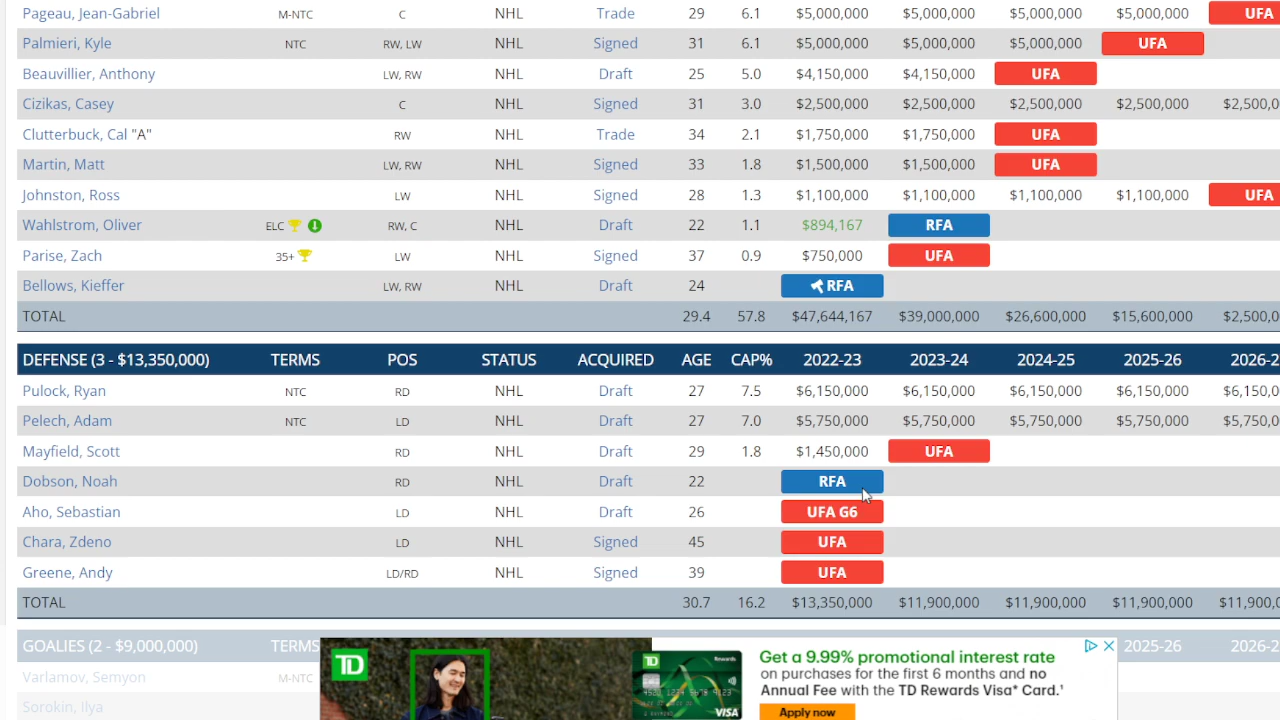 Pageau, Jean-Gabriel M-NTC C NHL Trade 29 6.1 $5,000,000 $5,000,000 $5,000,000 $5,000,000 UFA
Palmieri, Kyle NTC RW, LW NHL Signed 31 6.1 $5,000,000 $5,000,000 $5,000,000 UFA
Beauvillier, Anthony LW, RW NHL Draft 25 5.0 $4,150,000 $4,150,000 UFA
Cizikas, Casey C NHL Signed 31 3.0 $2,500,000 $2,500,000 $2,500,000 $2,500,000 $2,500,0
Clutterbuck, Cal "A" RW NHL Trade 34 2.1 $1,750,000 $1,750,000 UFA
Martin, Matt LW, RW NHL Signed 33 1.8 $1,500,000 $1,500,000 UFA
Johnston, Ross LW NHL Signed 28 1.3 $1,100,000 $1,100,000 $1,100,000 $1,100,000 UFA
Wahlstrom, Oliver ELC RW, C NHL Draft 22 1.1 $894,167 RFA
Parise, Zach 35+ LW NHL Signed 37 0.9 $750,000 UFA
Bellows, Kieffer LW, RW NHL Draft 24 RFA
TOTAL 29.4 57.8 $47,644,167 $39,000,000 $26,600,000 $15,600,000 $2,500,0
DEFENSE (3 - $13,350,000) TERMS POS STATUS ACQUIRED AGE CAP% 2022-23 2023-24 2024-25 2025-26 2026-2
Pulock, Ryan NTC RD NHL Draft 27 7.5 $6,150,000 $6,150,000 $6,150,000 $6,150,000 $6,150,0
Pelech, Adam NTC LD NHL Draft 27 7.0 $5,750,000 $5,750,000 $5,750,000 $5,750,000 $5,750,0
Mayfield, Scott RD NHL Draft 29 1.8 $1,450,000 UFA
Dobson, Noah RD NHL Draft 22 RFA
Aho, Sebastian LD NHL Draft 26 UFA G6
Chara, Zdeno LD NHL Signed 45 UFA
Greene, Andy LD/RD NHL Signed 39 UFA
TOTAL 30.7 16.2 $13,350,000 $11,900,000 $11,900,000 $11,900,000 $11,900,0
GOALIES (2 - $9,000,000) TERMS 2025-26 2026-2
Varlamov, Semyon M-NTC
Sorokin, Ilya
TD
TD Rewards
VISA
Get a 9.99% promotional interest rate
on purchases for the first 6 months and no
Annual Fee with the TD Rewards Visa* Card.¹
Apply now